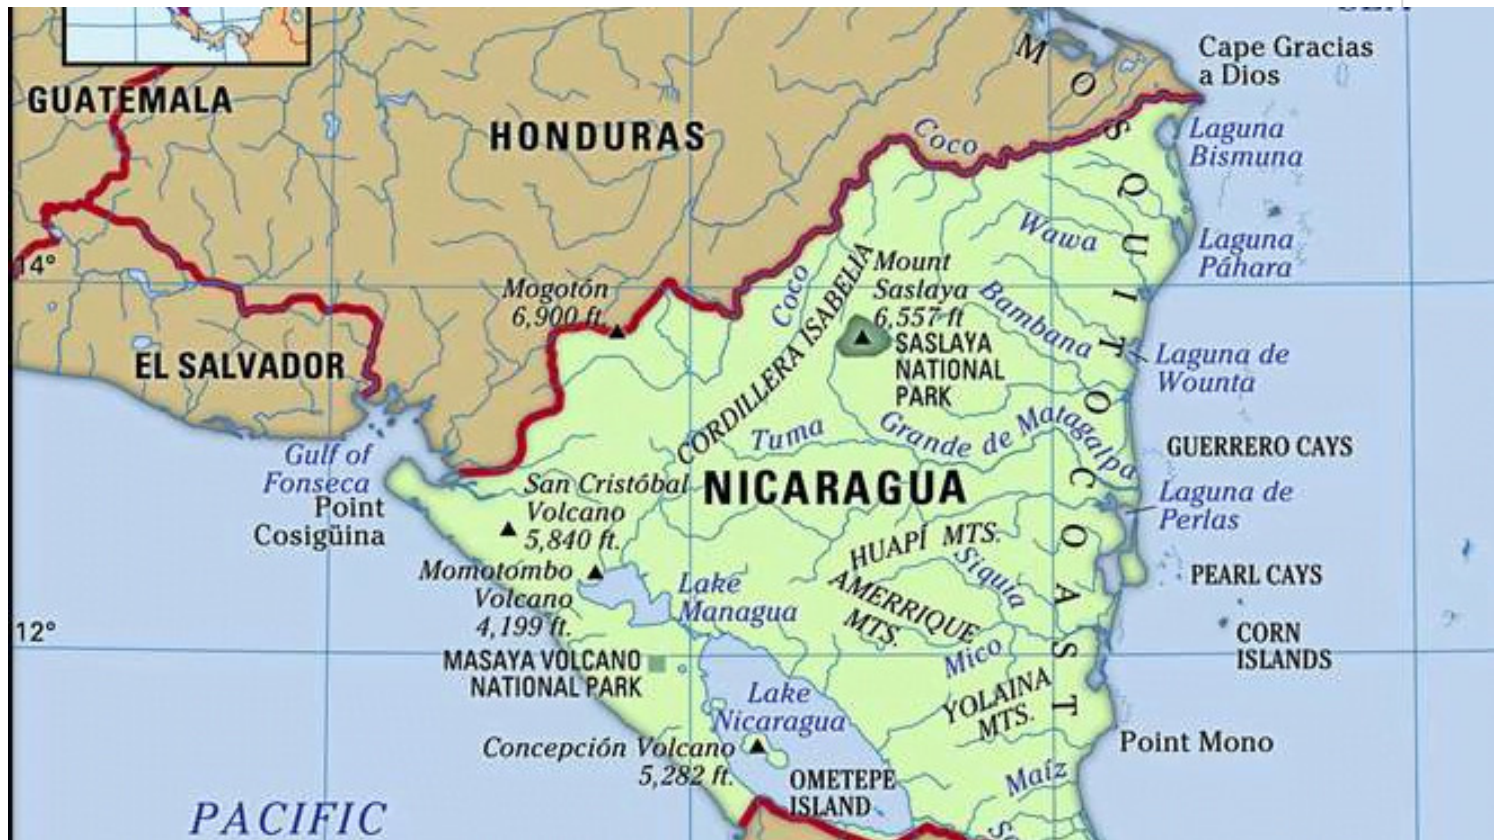 GUATEMALA
HONDURAS
EL SALVADOR
NICARAGUA
Cape Gracias
a Dios
MOSQUITO COAST
Coco
Laguna
Bismuna
Wawa
Laguna
Páhara
14°
Mogotón
6,900 ft.
Coco
CORDILLERA ISABELIA
Mount
Saslaya
6,557 ft
SASLAYA
NATIONAL
PARK
Bambana
Laguna de
Wounta
Tuma
Grande de Matagalpa
GUERRERO CAYS
Gulf of
Fonseca
Point
Cosigüina
San Cristóbal
Volcano
5,840 ft.
Laguna de
Perlas
HUAPÍ MTS.
Siquia
Momotombo
Volcano
4,199 ft.
Lake
Managua
AMERRIQUE
MTS.
PEARL CAYS
12°
CORN
ISLANDS
MASAYA VOLCANO
NATIONAL PARK
Mico
Lake
Nicaragua
YOLAINA
MTS.
Concepción Volcano
5,282 ft.
Point Mono
OMETEPE
ISLAND
Maíz
PACIFIC